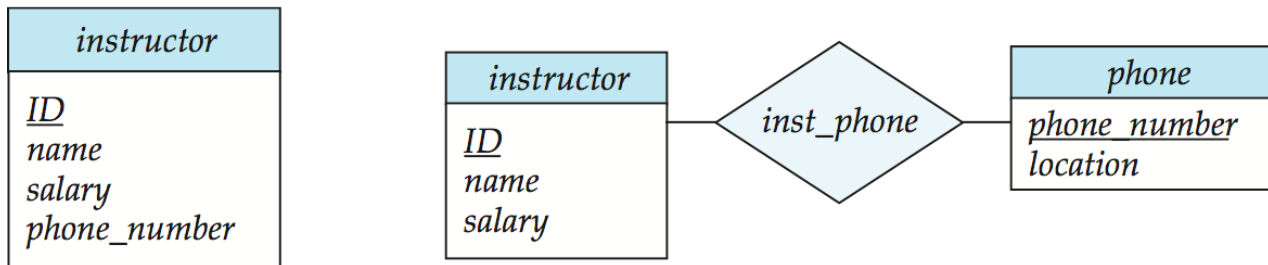 instructor
ID
name
salary
phone_number
instructor
ID
name
salary
inst_phone
phone
phone_number
location